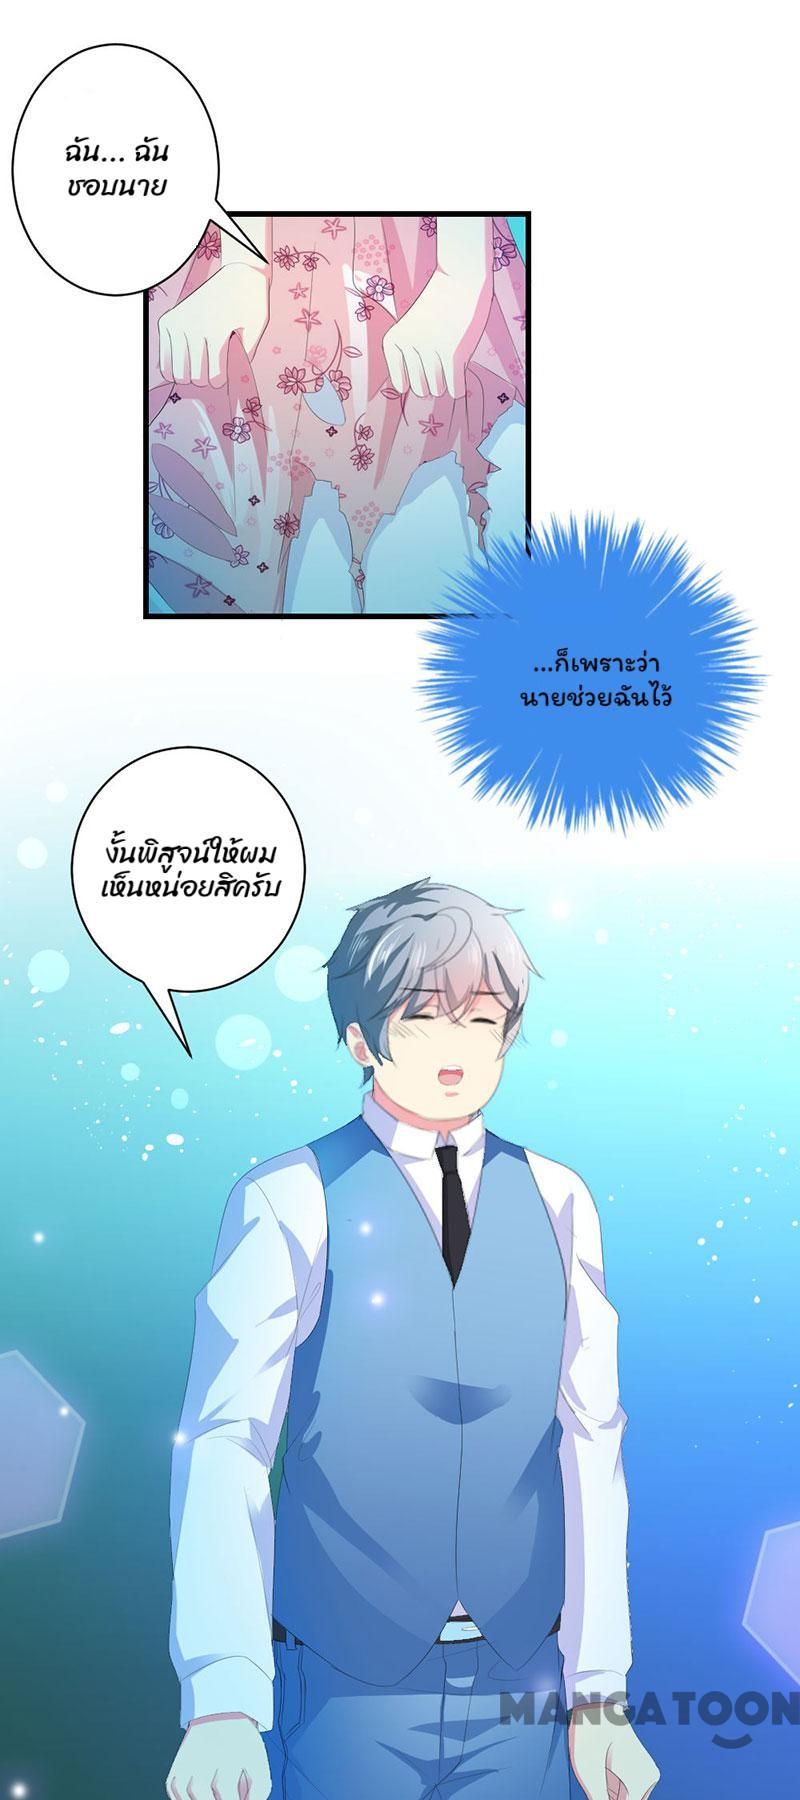 ฉัน... ฉัน
ชอบนาย
...ก็เพราะว่า
นายช่วยฉันไว้
งั้นพิสูจน์ให้ผม
เห็นหน่อยสิครับ
MANGATOON